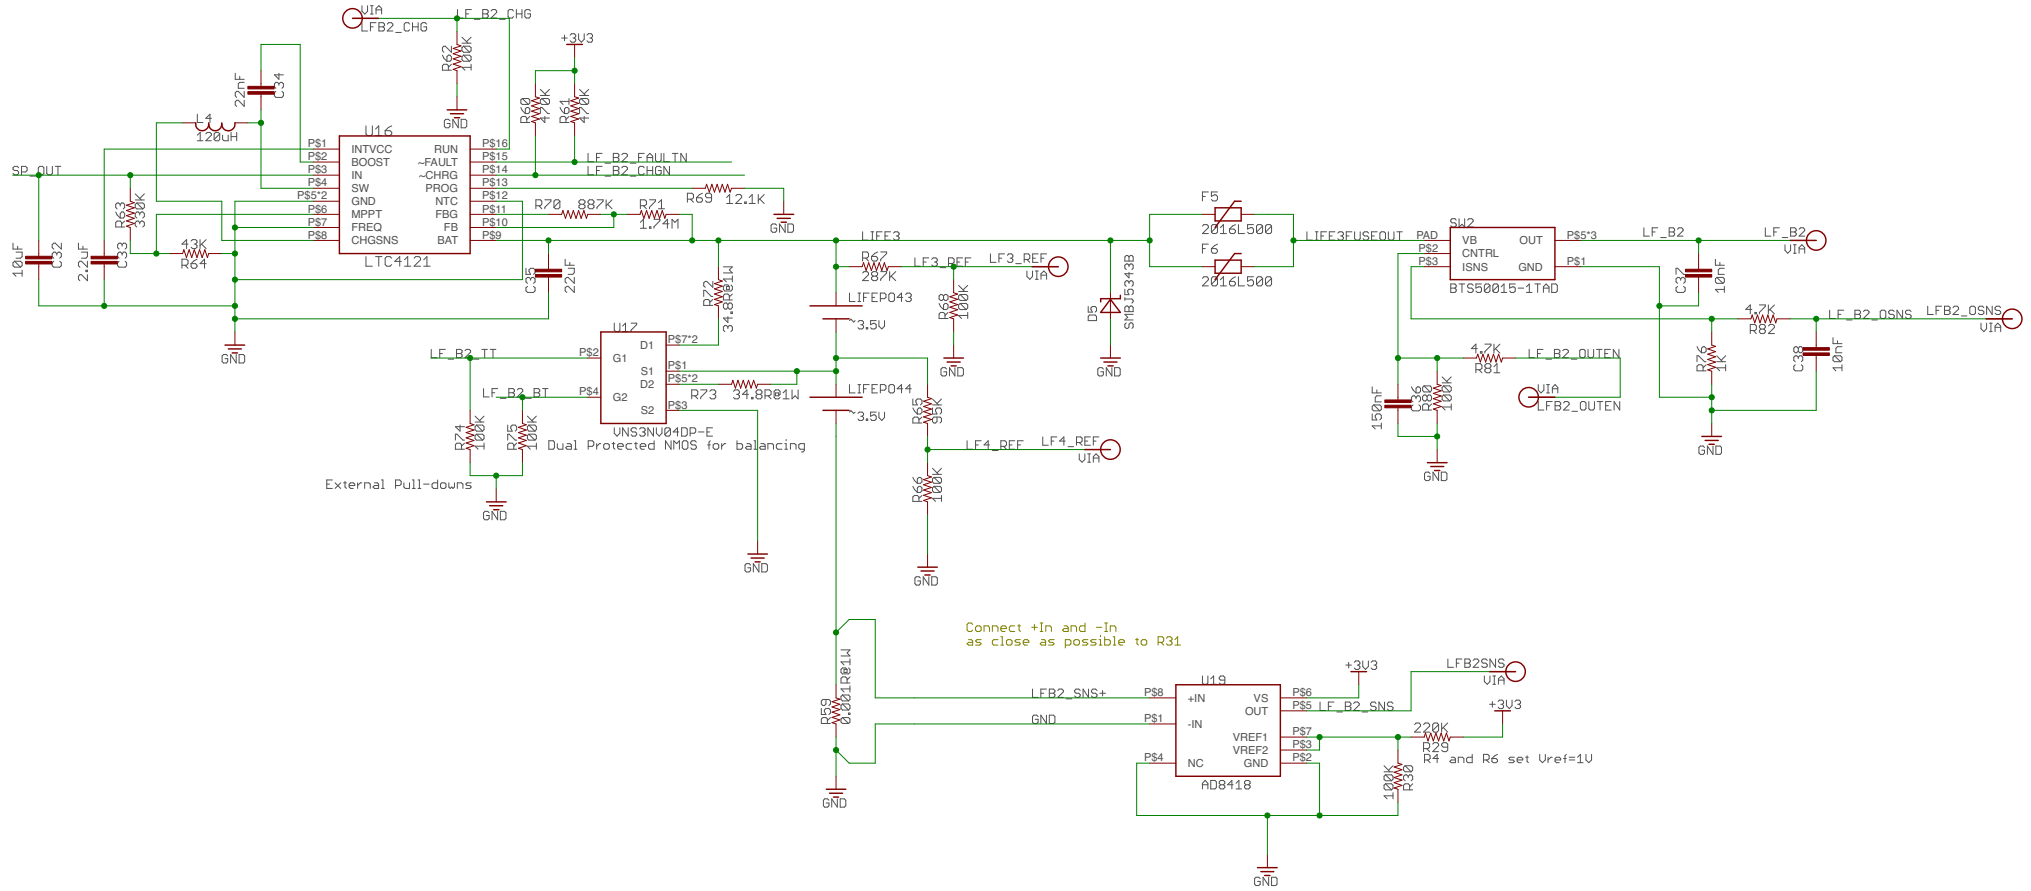 VIA
LFB2_CHG
LF_B2_CHG
R62
100K
GND
+3V3
R60
470K
R61
470K
22nF
C34
L4
120uH
SP_OUT
R63
330K
43K
R64
10uF
C32
2.2uF
C33
GND
U16
P$1 INTVCC RUN P$16
P$2 BOOST ~FAULT P$15
P$3 IN ~CHRG P$14
P$4 SW PROG P$13
P$5*2 GND NTC P$12
P$6 MPPT FBG P$11
P$7 FREQ FB P$10
P$8 CHGSNS BAT P$9
LTC4121
LF_B2_FAULTN
LF_B2_CHGN
R69 12.1K
GND
R70 887K
R71
1.74M
C35
22uF
R72
34.8R@1W
LIFE3
R67
287K
LF3_REF
LF3_REF
VIA
R68
100K
GND
LIFEPO43
~3.5V
LIFEPO44
~3.5V
U17
P$2 G1 D1 P$7*2
S1 P$1
D2 P$5*2
P$4 G2
S2 P$3
VNS3NV04DP-E
Dual Protected NMOS for balancing
LF_B2_TT
LF_B2_BT
R74
100K
R75
100K
External Pull-downs
GND
R73 34.8R@1W
GND
R65
95K
LF4_REF
LF4_REF
VIA
R66
100K
GND
D5
SMBJ5343B
GND
F5
2016L500
F6
2016L500
LIFE3FUSEOUT
SW2
PAD VB OUT P$5*3
P$2 CNTRL
P$3 ISNS GND P$1
BTS50015-1TAD
LF_B2
LF_B2
VIA
C37
10nF
4.7K
R82
LF_B2_OSNS
LFB2_OSNS
VIA
R76
1K
C38
10nF
GND
4.7K
R81
LF_B2_OUTEN
VIA
LFB2_OUTEN
150nF
C36
R80
100K
GND
Connect +In and -In
as close as possible to R31
R59
0.001R@1W
GND
LFB2_SNS+
GND
U19
P$8 +IN VS P$6
OUT P$5
P$1 -IN
VREF1 P$7
VREF2 P$3
P$4 NC GND P$2
AD8418
+3V3
LF_B2_SNS
LFB2SNS
VIA
+3V3
220K
R29
R4 and R6 set Vref=1V
100K
R30
GND